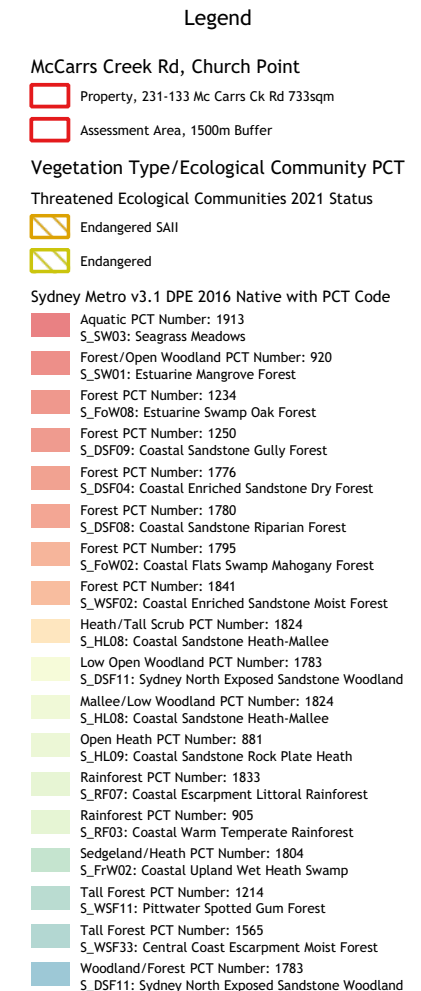 Legend
McCarrs Creek Rd, Church Point
Property, 231-133 Mc Carrs Ck Rd 733sqm
Assessment Area, 1500m Buffer
Vegetation Type/Ecological Community PCT
Threatened Ecological Communities 2021 Status
Endangered SAII
Endangered
Sydney Metro v3.1 DPE 2016 Native with PCT Code
Aquatic PCT Number: 1913
S_SW03: Seagrass Meadows
Forest/Open Woodland PCT Number: 920
S_SW01: Estuarine Mangrove Forest
Forest PCT Number: 1234
S_FoW08: Estuarine Swamp Oak Forest
Forest PCT Number: 1250
S_DSF09: Coastal Sandstone Gully Forest
Forest PCT Number: 1776
S_DSF04: Coastal Enriched Sandstone Dry Forest
Forest PCT Number: 1780
S_DSF08: Coastal Sandstone Riparian Forest
Forest PCT Number: 1795
S_FoW02: Coastal Flats Swamp Mahogany Forest
Forest PCT Number: 1841
S_WSF02: Coastal Enriched Sandstone Moist Forest
Heath/Tall Scrub PCT Number: 1824
S_HL08: Coastal Sandstone Heath-Mallee
Low Open Woodland PCT Number: 1783
S_DSF11: Sydney North Exposed Sandstone Woodland
Mallee/Low Woodland PCT Number: 1824
S_HL08: Coastal Sandstone Heath-Mallee
Open Heath PCT Number: 881
S_HL09: Coastal Sandstone Rock Plate Heath
Rainforest PCT Number: 1833
S_RF07: Coastal Escarpment Littoral Rainforest
Rainforest PCT Number: 905
S_RF03: Coastal Warm Temperate Rainforest
Sedgeland/Heath PCT Number: 1804
S_FrW02: Coastal Upland Wet Heath Swamp
Tall Forest PCT Number: 1214
S_WSF11: Pittwater Spotted Gum Forest
Tall Forest PCT Number: 1565
S_WSF33: Central Coast Escarpment Moist Forest
Woodland/Forest PCT Number: 1783
S_DSF11: Sydney North Exposed Sandstone Woodland